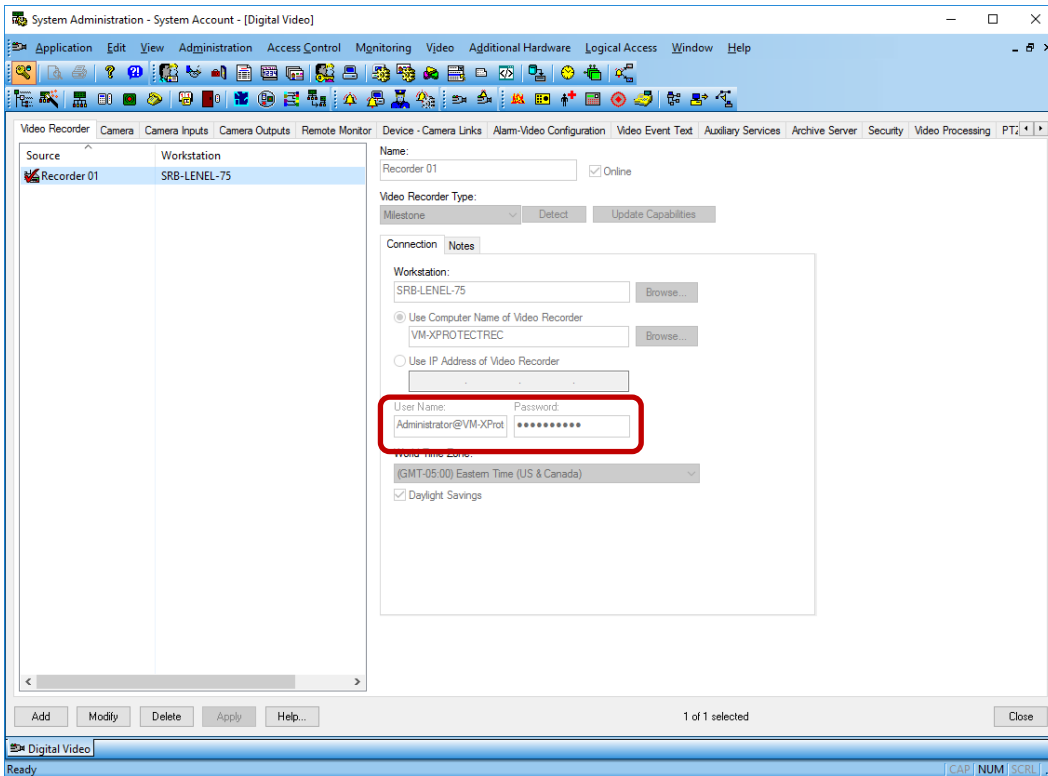 System Administration - System Account - [Digital Video]
Application Edit View Administration Access Control Monitoring Video Additional Hardware Logical Access Window Help
Video Recorder Camera Camera Inputs Camera Outputs Remote Monitor Device - Camera Links Alarm-Video Configuration Video Event Text Auxiliary Services Archive Server Security Video Processing PTZ
Source Workstation
Recorder 01 SRB-LENEL-75
Name:
Recorder 01 Online
Video Recorder Type:
Milestone Detect Update Capabilities
Connection Notes
Workstation:
SRB-LENEL-75 Browse...
Use Computer Name of Video Recorder
VM-XPROTECTREC Browse...
Use IP Address of Video Recorder
. . .
User Name: Password:
Administrator@VM-XProt ●●●●●●●●●●
World Time Zone:
(GMT-05:00) Eastern Time (US & Canada)
Daylight Savings
Add Modify Delete Apply Help... 1 of 1 selected Close
Digital Video
Ready CAP NUM SCRL